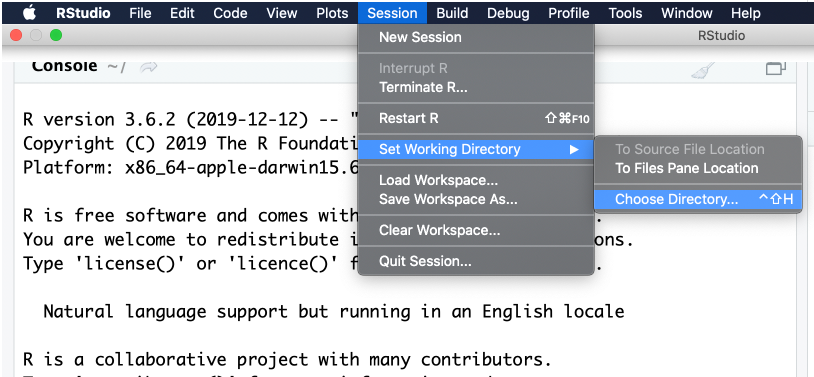 RStudio File Edit Code View Plots Session Build Debug Profile Tools Window Help
RStudio
Console ~/
New Session
Interrupt R
Terminate R...
Restart R ⇧⌘F10
Set Working Directory ▶
To Source File Location
To Files Pane Location
Choose Directory... ^⇧H
Load Workspace...
Save Workspace As...
Clear Workspace...
Quit Session...
R version 3.6.2 (2019-12-12) -- "
Copyright (C) 2019 The R Foundati
Platform: x86_64-apple-darwin15.6
R is free software and comes with
You are welcome to redistribute i ons.
Type 'license()' or 'licence()' f .
Natural language support but running in an English locale
R is a collaborative project with many contributors.